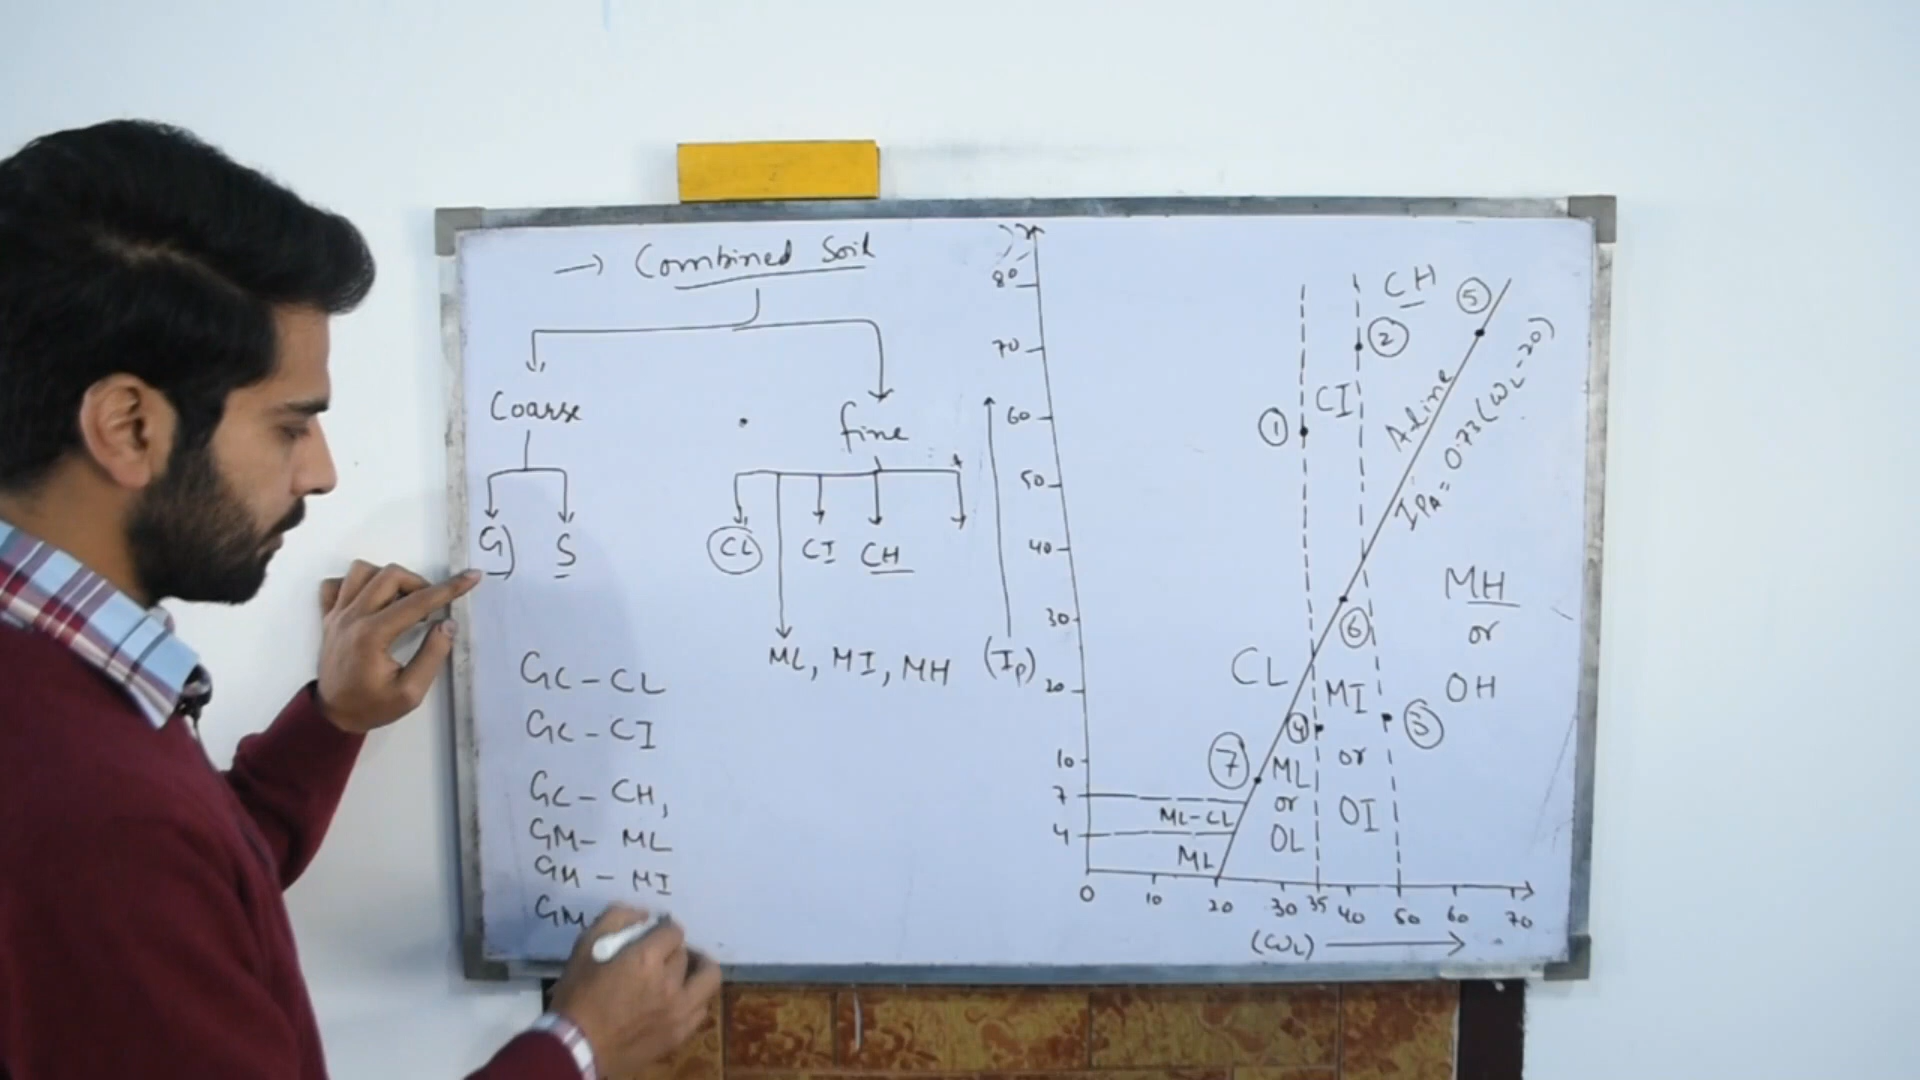 → Combined Soil
Coarse
fine
G S
CL CI CH
ML, MI, MH
GC - CL
GC - CI
GC - CH,
GM - ML
GM - MI
GM
80
70
60
50
40
30
20
10
7
4
(Ip)
0 10 20 30 35 40 50 60 70
(WL)
CH
5
2
CI
1
A-line
IPA = 0.73(WL-20)
6
MH
or
OH
CL
MI
or
OI
4
3
7
ML
or
OL
ML-CL
ML